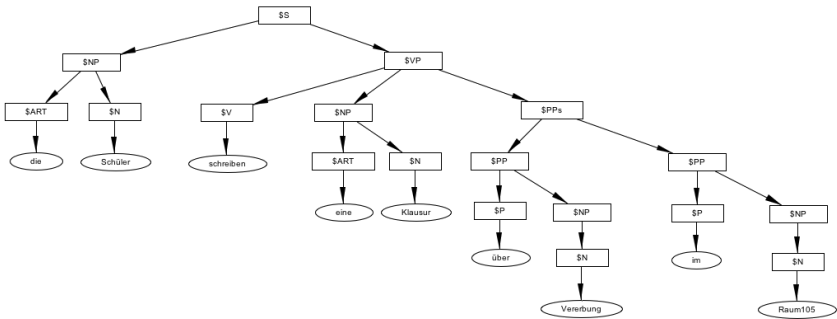 $S
$NP $VP
$ART $N $V $NP $PPs
die Schüler schreiben $ART $N $PP $PP
eine Klausur $P $NP $P $NP
über $N im $N
Vererbung Raum105